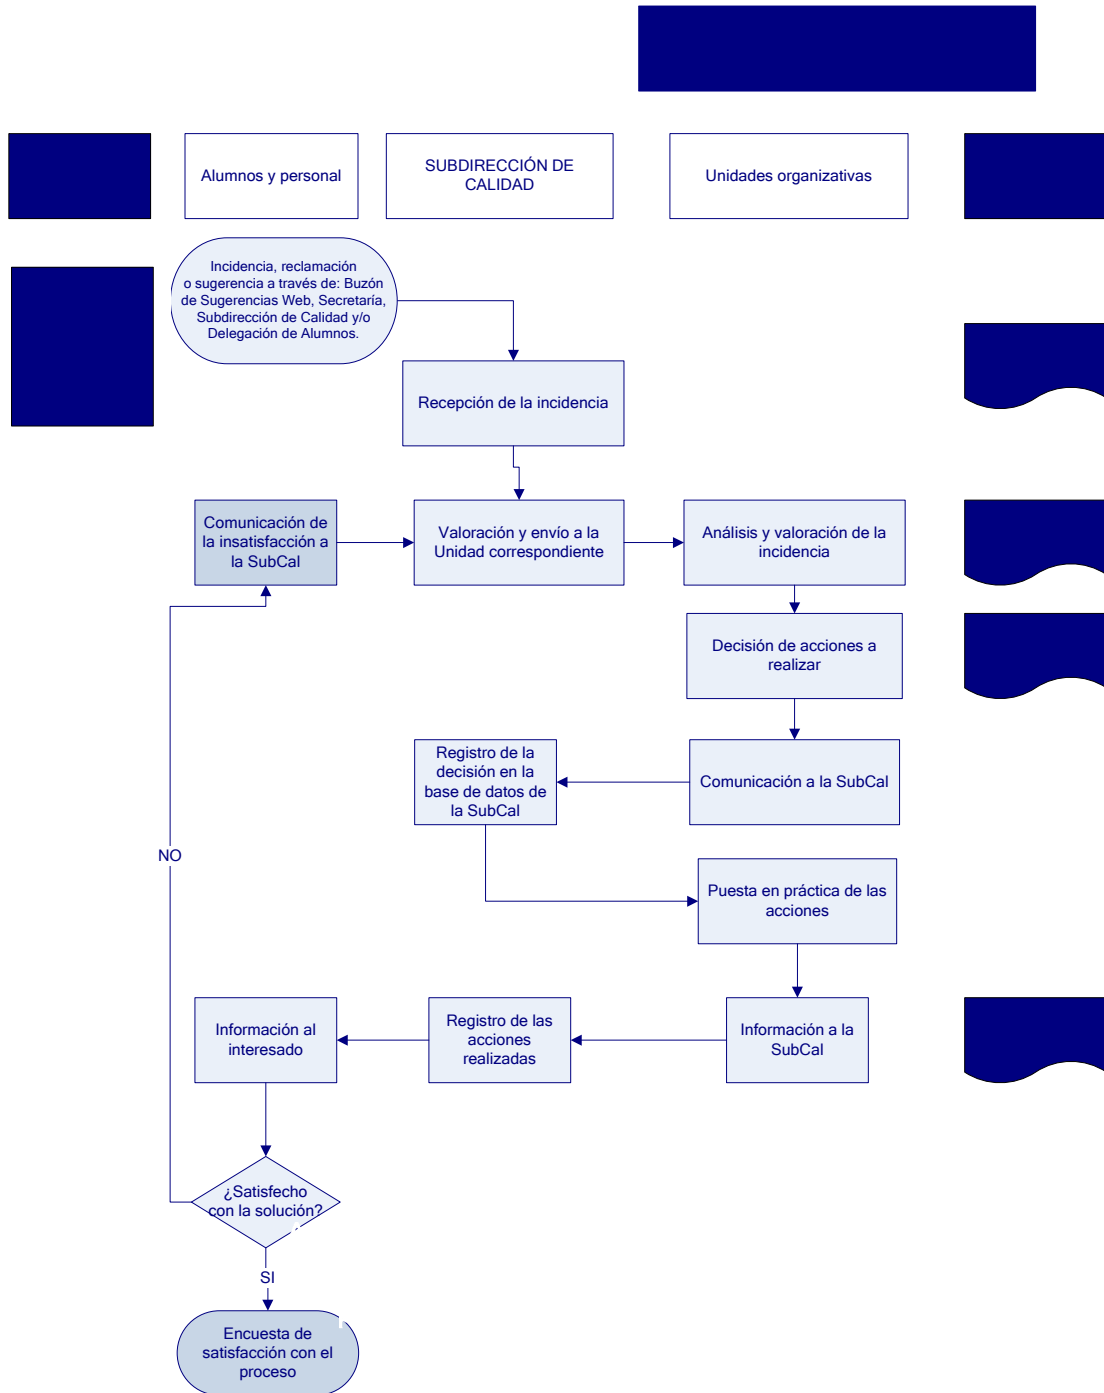 Alumnos y personal
SUBDIRECCIÓN DE
CALIDAD
Unidades organizativas
Incidencia, reclamación
o sugerencia a través de: Buzón
de Sugerencias Web, Secretaría,
Subdirección de Calidad y/o
Delegación de Alumnos.
Recepción de la incidencia
Comunicación de
la insatisfacción a
la SubCal
Valoración y envío a la
Unidad correspondiente
Análisis y valoración de la
incidencia
Decisión de acciones a
realizar
Registro de la
decisión en la
base de datos de
la SubCal
Comunicación a la SubCal
NO
Puesta en práctica de las
acciones
Información al
interesado
Registro de las
acciones
realizadas
Información a la
SubCal
¿Satisfecho
con la solución?
SI
Encuesta de
satisfacción con el
proceso